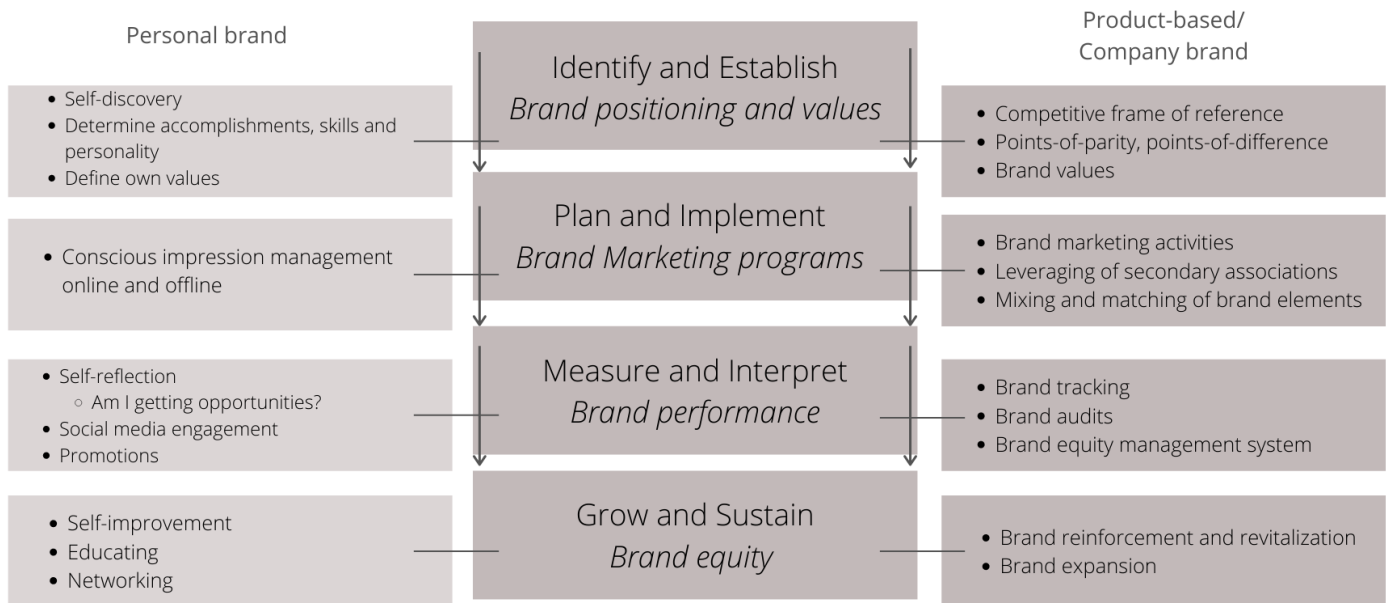 Personal brand
Product-based/
Company brand
Identify and Establish
Brand positioning and values
• Self-discovery
• Determine accomplishments, skills and
personality
• Define own values
• Competitive frame of reference
• Points-of-parity, points-of-difference
• Brand values
Plan and Implement
Brand Marketing programs
• Conscious impression management
online and offline
• Brand marketing activities
• Leveraging of secondary associations
• Mixing and matching of brand elements
Measure and Interpret
Brand performance
• Self-reflection
○ Am I getting opportunities?
• Social media engagement
• Promotions
• Brand tracking
• Brand audits
• Brand equity management system
Grow and Sustain
Brand equity
• Self-improvement
• Educating
• Networking
• Brand reinforcement and revitalization
• Brand expansion